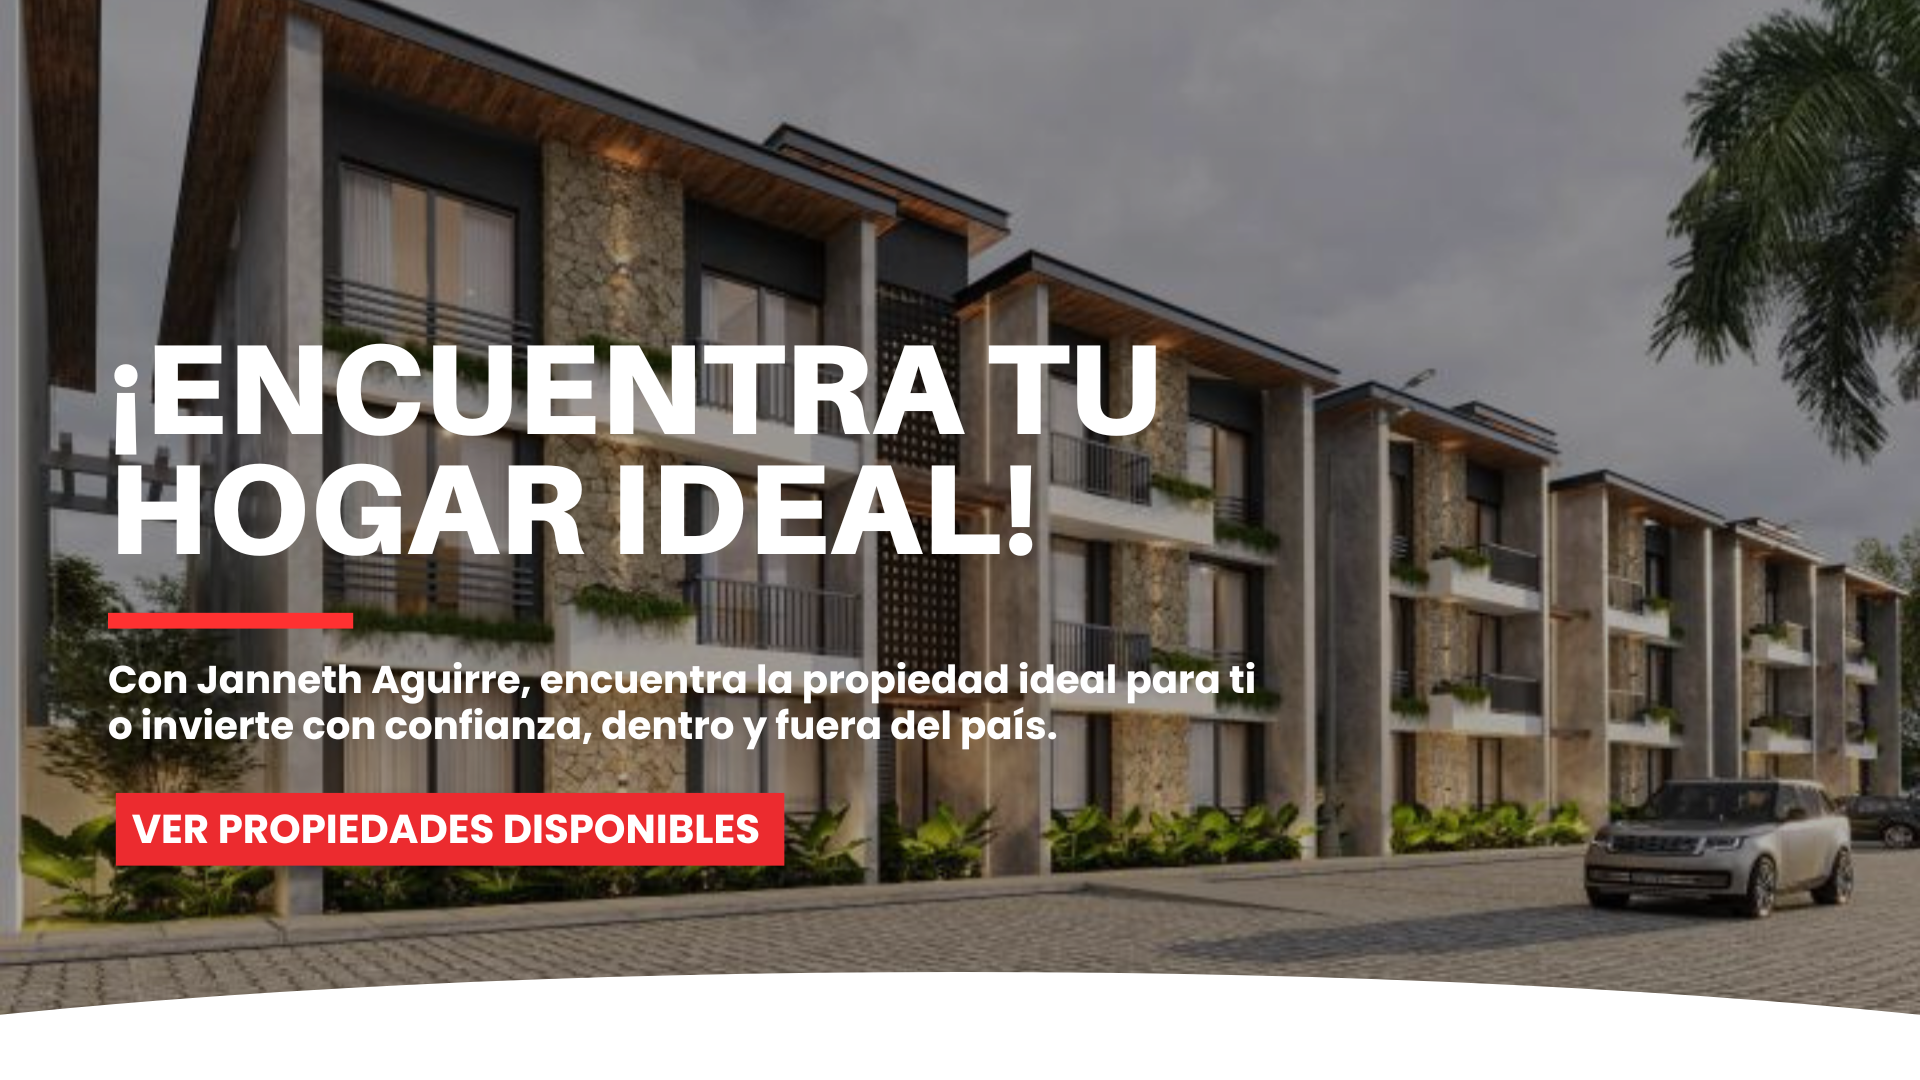 ¡ENCUENTRA TU
HOGAR IDEAL!
Con Janneth Aguirre, encuentra la propiedad ideal para ti
o invierte con confianza, dentro y fuera del país.
VER PROPIEDADES DISPONIBLES